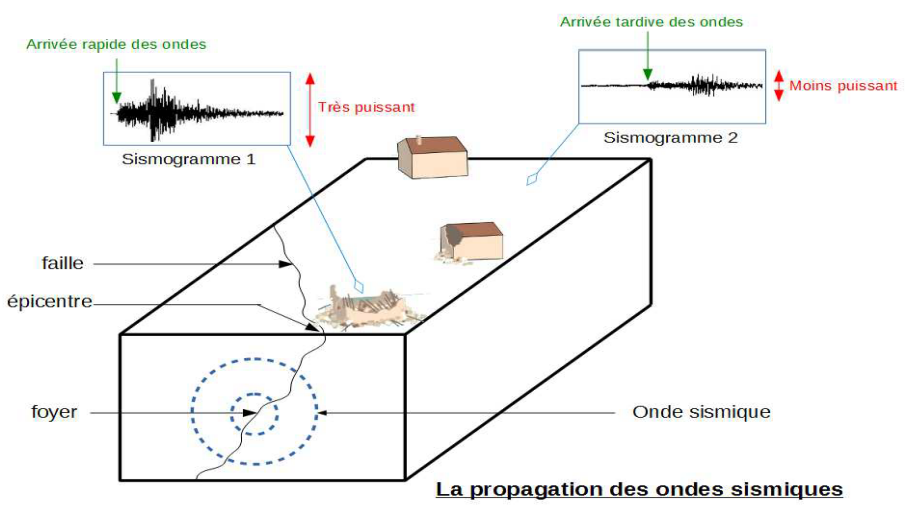 Arrivée tardive des ondes
Arrivée rapide des ondes
Très puissant
Moins puissant
Sismogramme 1
Sismogramme 2
faille
épicentre
foyer
Onde sismique
La propagation des ondes sismiques